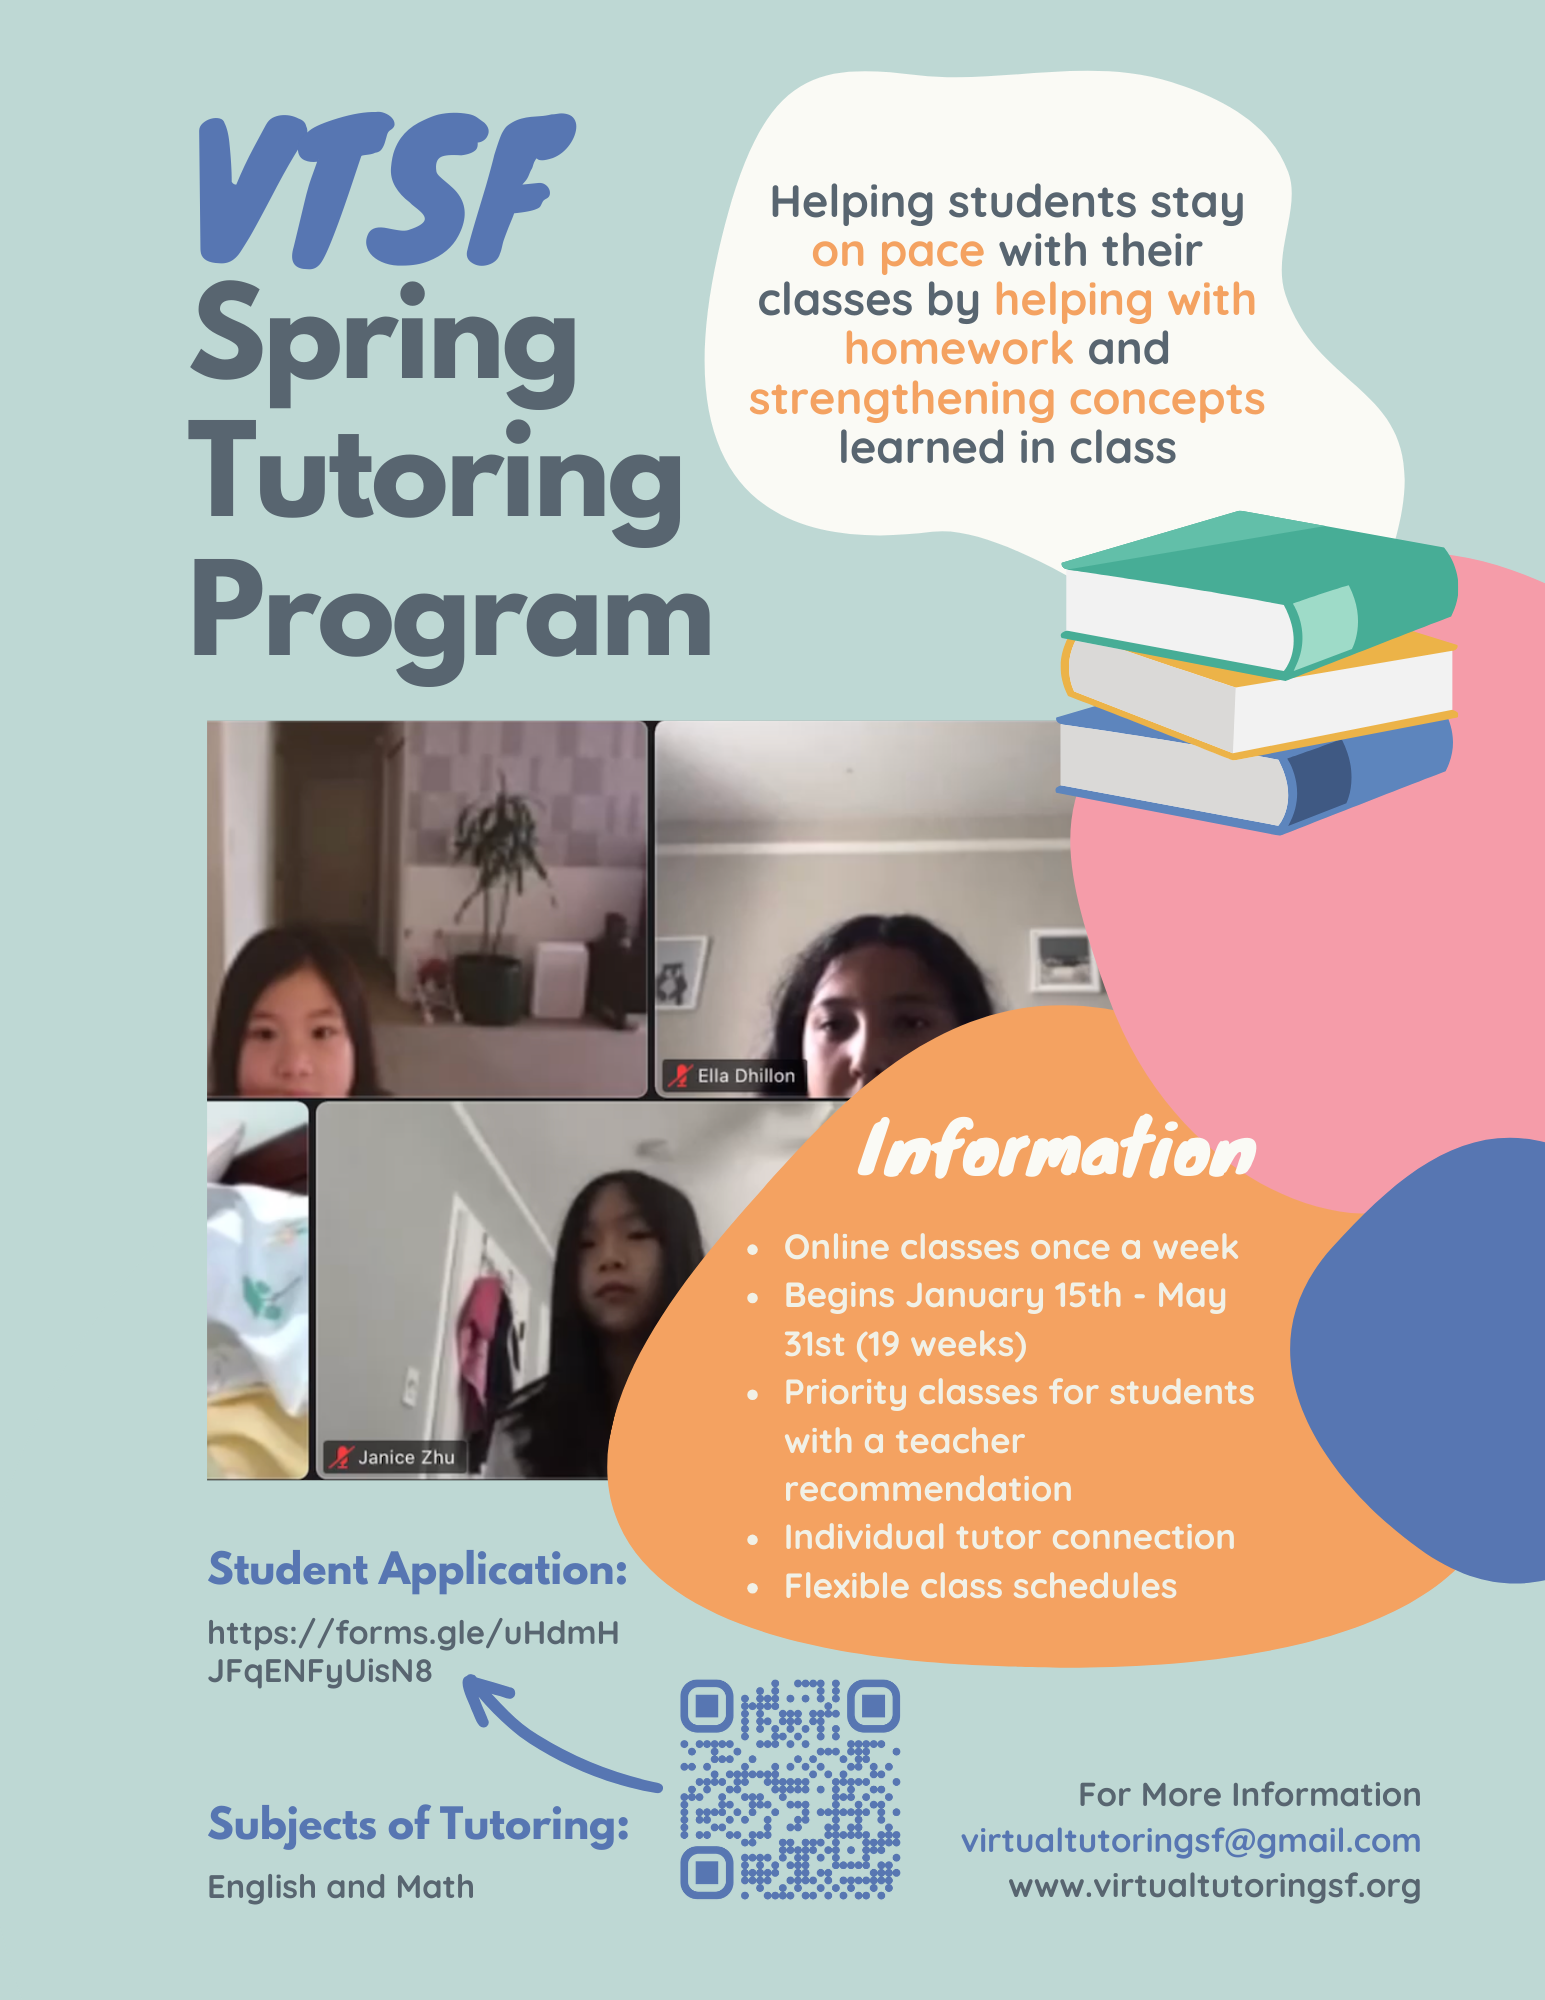 VTSF
Spring
Tutoring
Program
Helping students stay
on pace with their
classes by helping with
homework and
strengthening concepts
learned in class
Ella Dhillon
Janice Zhu
Information
• Online classes once a week
• Begins January 15th - May
31st (19 weeks)
• Priority classes for students
with a teacher
recommendation
• Individual tutor connection
• Flexible class schedules
Student Application:
https://forms.gle/uHdmH
JFqENFyUisN8
Subjects of Tutoring:
English and Math
For More Information
virtualtutoringsf@gmail.com
www.virtualtutoringsf.org